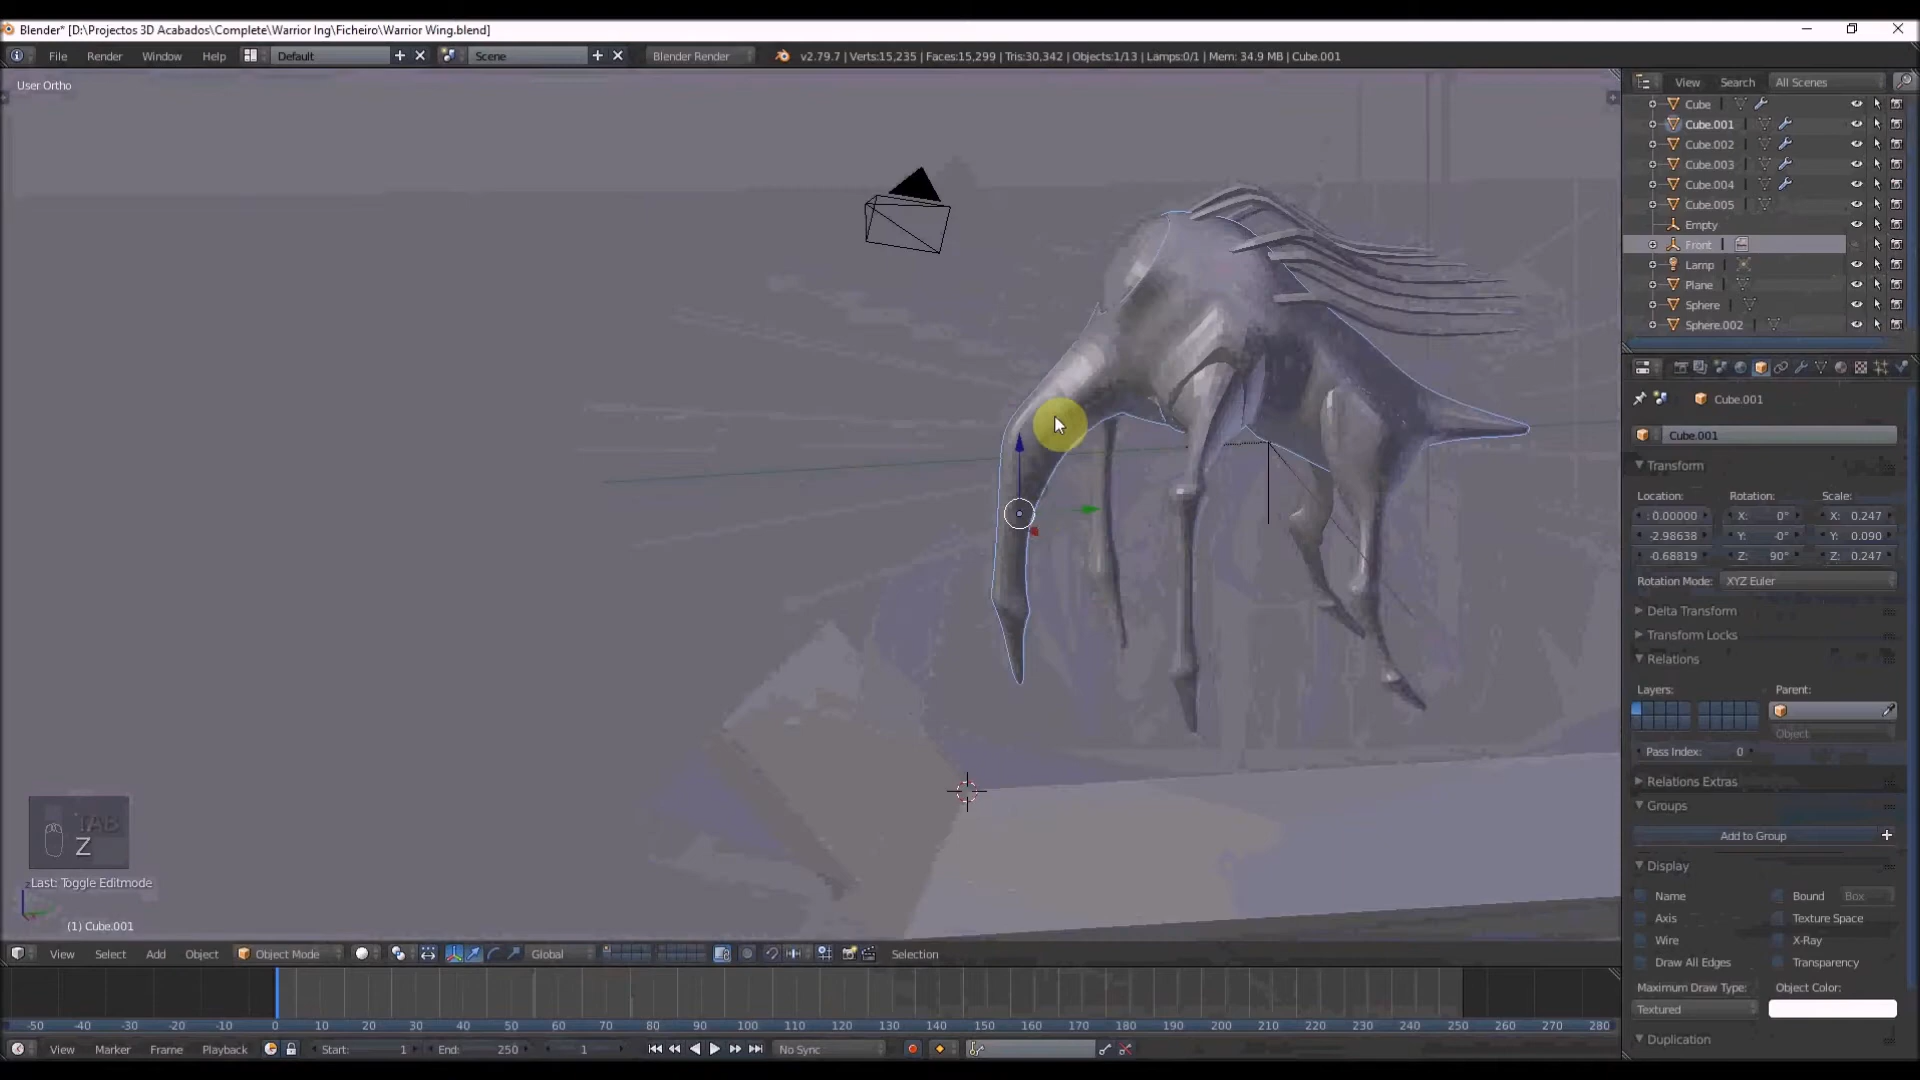 Blender* [D:\Projectos 3D Acabados\Complete\Warrior Ing\Ficheiro\Warrior Wing.blend]
File Render Window Help Default Scene Blender Render v2.79.7 | Verts:15,235 | Faces:15,299 | Tris:30,342 | Objects:1/13 | Lamps:0/1 | Mem: 34.9 MB | Cube.001
User Ortho
View Search All Scenes
Cube
Cube.001
Cube.002
Cube.003
Cube.004
Cube.005
Empty
Front
Lamp
Plane
Sphere
Sphere.002
Cube.001
Cube.001
Transform
Location: Rotation: Scale:
: 0.00000 X: 0° X: 0.247
-2.98638 Y: -0° Y: 0.090
-0.68819 Z: 90° Z: 0.247
Rotation Mode: XYZ Euler
Delta Transform
Transform Locks
Relations
Layers: Parent:
Object
Pass Index: 0
Relations Extras
Groups
Add to Group
Display
Name Bound Box
Axis Texture Space
Wire X-Ray
Draw All Edges Transparency
Maximum Draw Type: Object Color:
Textured
Duplication
TAB
Z
Last: Toggle Editmode
(1) Cube.001
View Select Add Object Object Mode Global Selection
-50 -40 -30 -20 -10 0 10 20 30 40 50 60 70 80 90 100 110 120 130 140 150 160 170 180 190 200 210 220 230 240 250 260 270 280
View Marker Frame Playback Start: 1 End: 250 1 No Sync